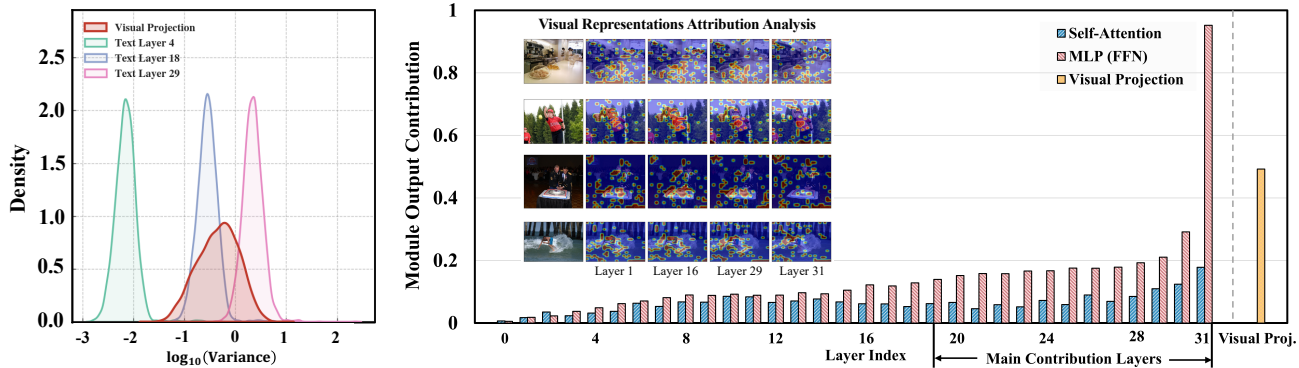 Visual Projection
Text Layer 4
Text Layer 18
Text Layer 29
Density
2.5
2.0
1.5
1.0
0.5
0.0
-3 -2 -1 0 1 2
log10(Variance)
Visual Representations Attribution Analysis
Layer 1 Layer 16 Layer 29 Layer 31
Self-Attention
MLP (FFN)
Visual Projection
Module Output Contribution
1
0.8
0.6
0.4
0.2
0
0 4 8 12 16 20 24 28 31 Visual Proj.
Layer Index Main Contribution Layers